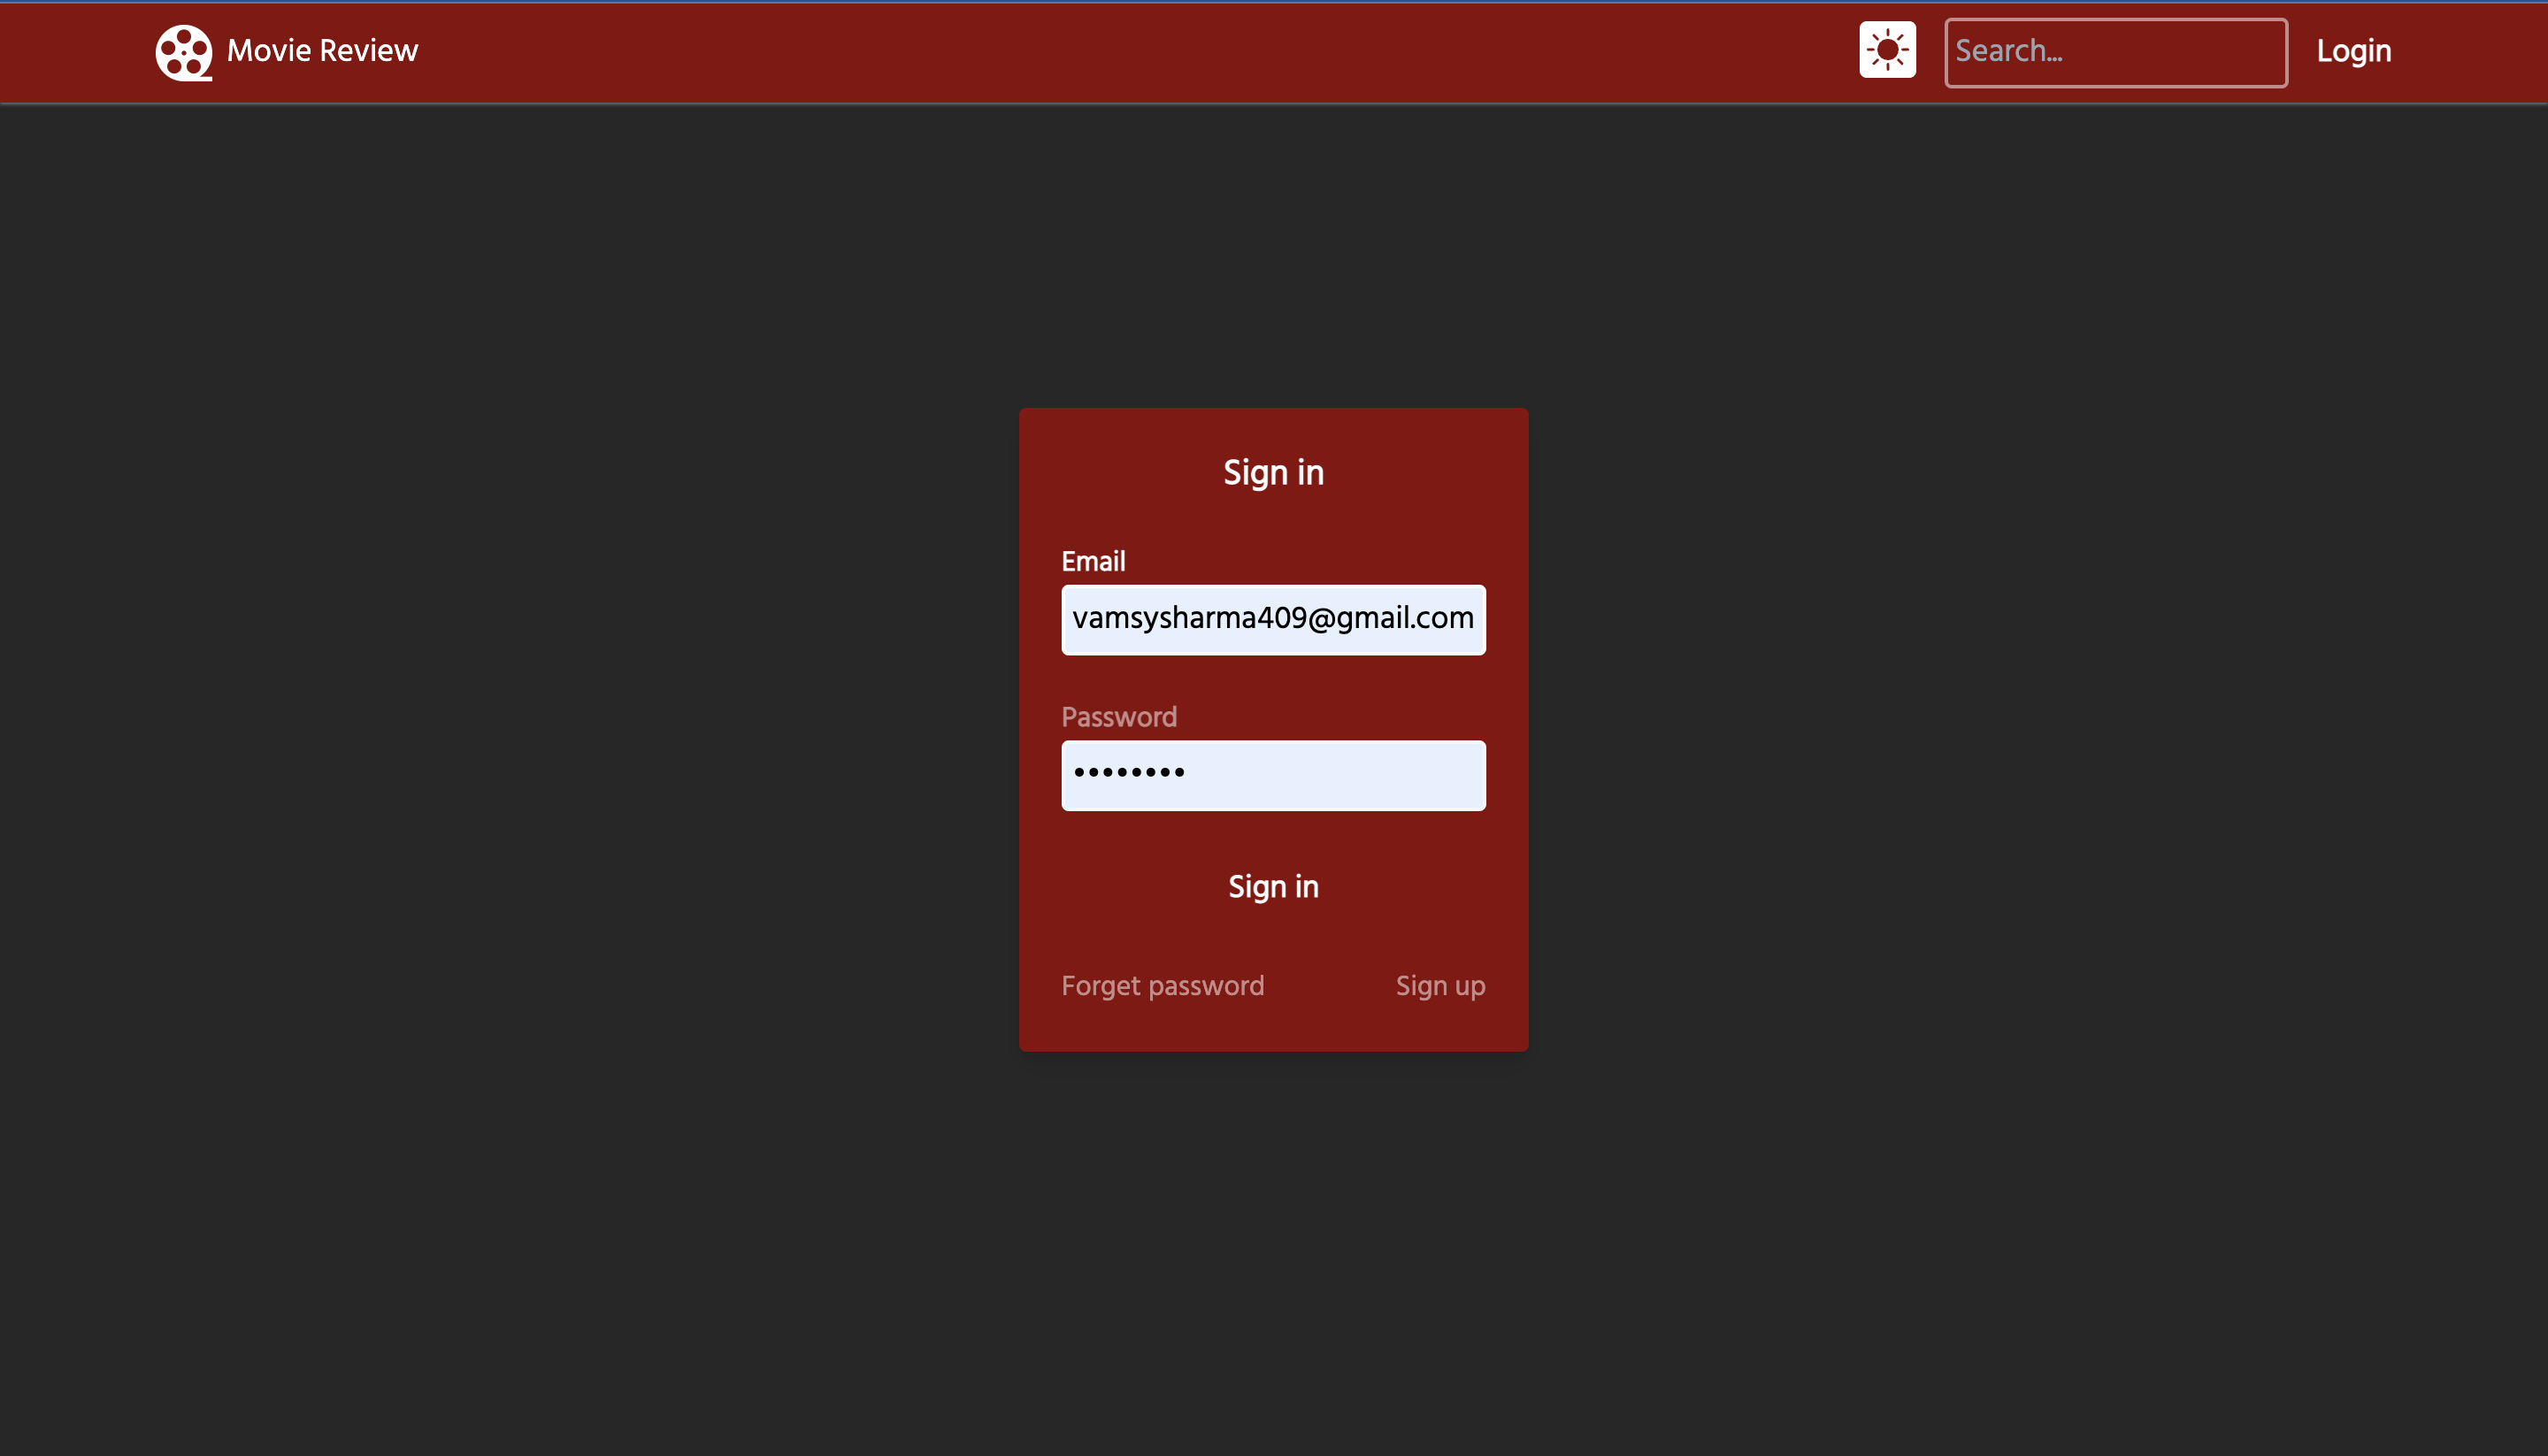 Movie Review
Search...
Login
Sign in
Email
vamsysharma409@gmail.com
Password
••••••••
Sign in
Forget password
Sign up